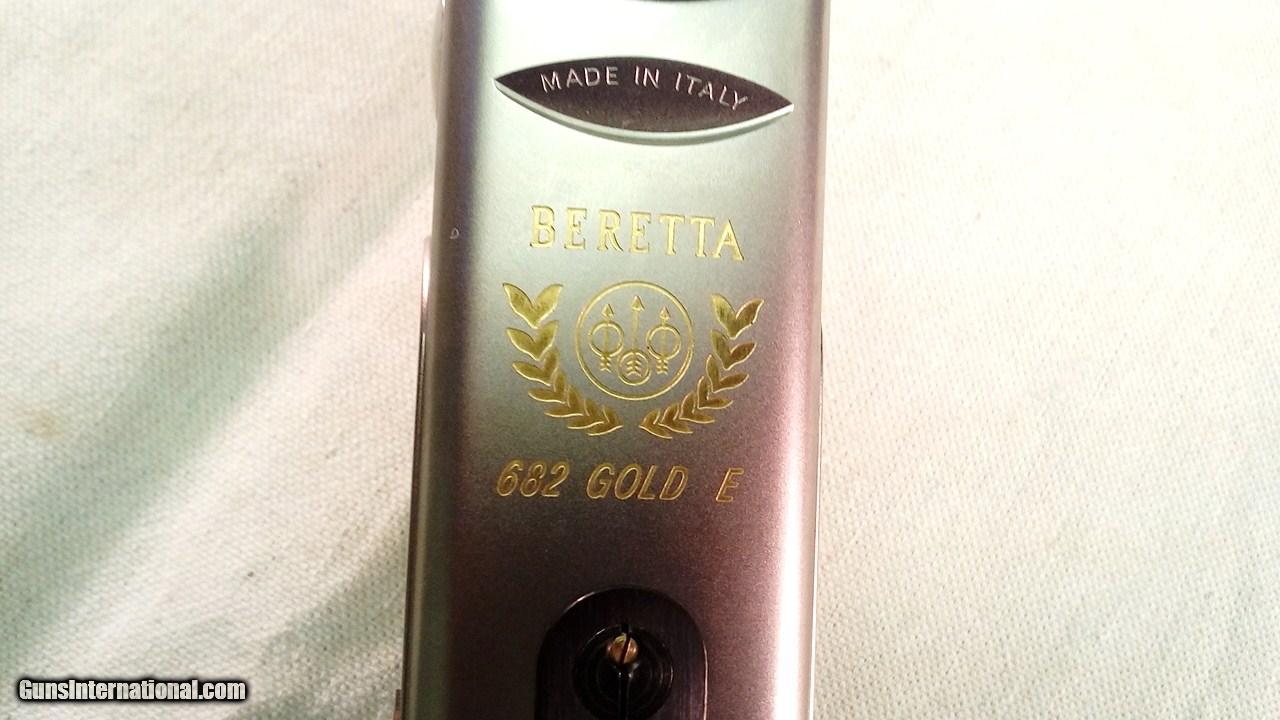 MADE IN ITALY
BERETTA
682 GOLD E
GunsInternational.com